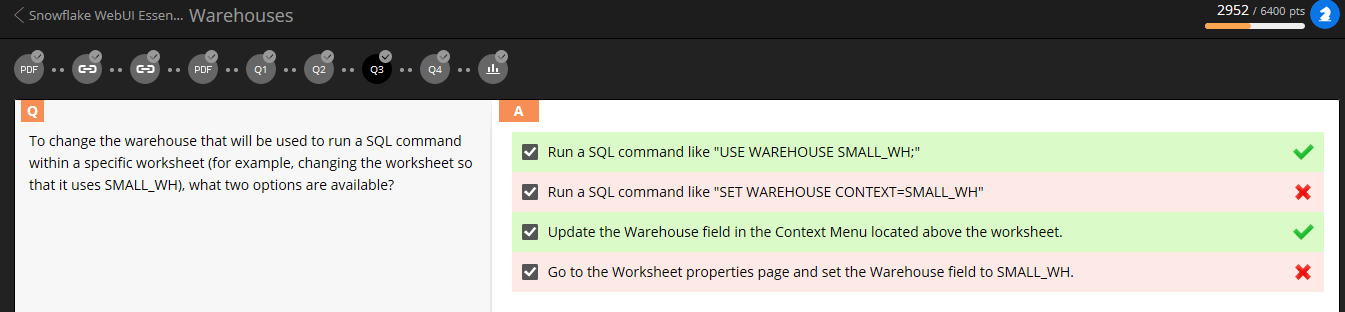 Snowflake WebUI Essen... Warehouses
2952 / 6400 pts
PDF
PDF
Q1
Q2
Q3
Q4
Q
To change the warehouse that will be used to run a SQL command
within a specific worksheet (for example, changing the worksheet so
that it uses SMALL_WH), what two options are available?
A
Run a SQL command like "USE WAREHOUSE SMALL_WH;"
Run a SQL command like "SET WAREHOUSE CONTEXT=SMALL_WH"
Update the Warehouse field in the Context Menu located above the worksheet.
Go to the Worksheet properties page and set the Warehouse field to SMALL_WH.